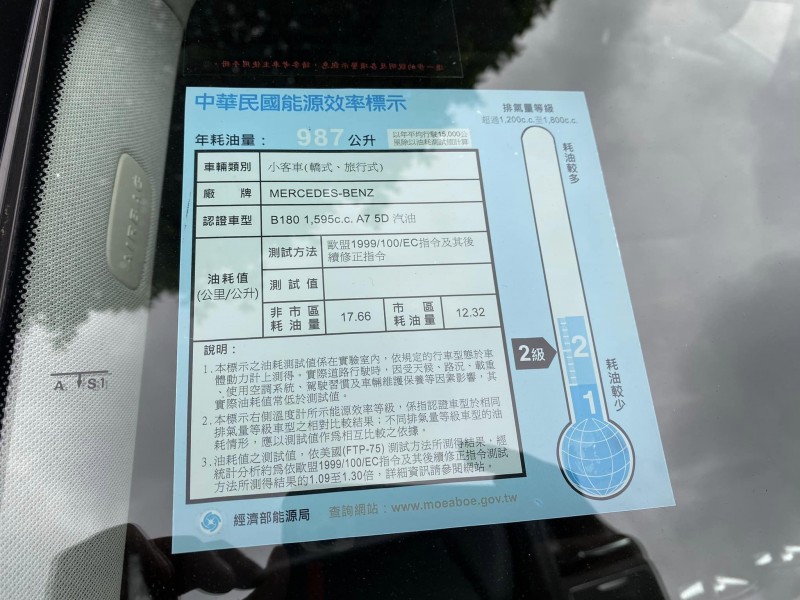 中華民國能源效率標示
年耗油量： 987 公升
以年平均行駛15,000公
里除以油耗測試值計算
車輛類別 小客車(轎式、旅行式)
廠 牌 MERCEDES-BENZ
認證車型 B180 1,595c.c. A7 5D 汽油
油耗值
(公里/公升)
測試方法 歐盟1999/100/EC指令及其後
續修正指令
測 試 值
非 市 區
耗 油 量
17.66
市 區
耗 油 量
12.32
說明：
1.本標示之油耗測試值係在實驗室內，依規定的行車型態於車
體動力計上測得。實際道路行駛時，因受天候、路況、載重
、使用空調系統、駕駛習慣及車輛維護保養等因素影響，其
實際油耗值常低於測試值。
2.本標示右側溫度計所示能源效率等級，係指認證車型於相同
排氣量等級車型之相對比較結果；不同排氣量等級車型之油
耗情形，應以測試值作為相互比較之依據。
3.油耗值之測試值，依美國(FTP-75) 測試方法所測得結果，經
統計分析約為依歐盟1999/100/EC指令及其後續修正指令測試
方法所測得結果的1.09至1.30倍，詳細資訊請參閱網站。
經濟部能源局 查詢網站：www.moeaboe.gov.tw
排氣量等級
超過1,200c.c.至1,800c.c.
耗油較多
2級
2
1
耗油較少
AIRBAG